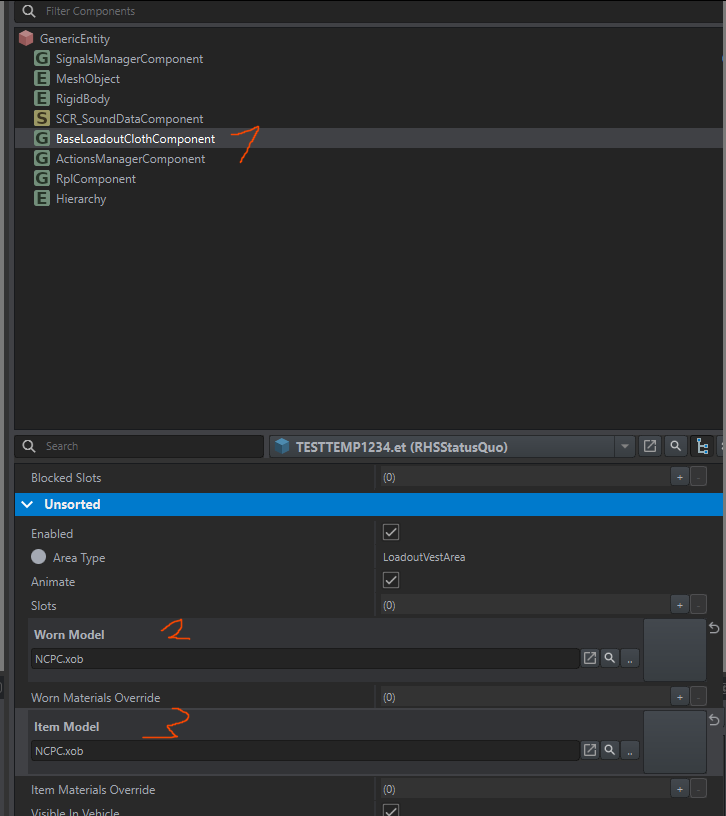 Filter Components
GenericEntity
G SignalsManagerComponent
E MeshObject
E RigidBody
S SCR_SoundDataComponent
G BaseLoadoutClothComponent 1
G ActionsManagerComponent
G RplComponent
E Hierarchy
Search TESTTEMP1234.et (RHSStatusQuo)
Blocked Slots (0) + -
Unsorted
Enabled
Area Type LoadoutVestArea
Animate
Slots (0) + -
Worn Model 2
NCPC.xob ..
Worn Materials Override (0) + -
Item Model 3
NCPC.xob ..
Item Materials Override (0) + -
Visible In Vehicle